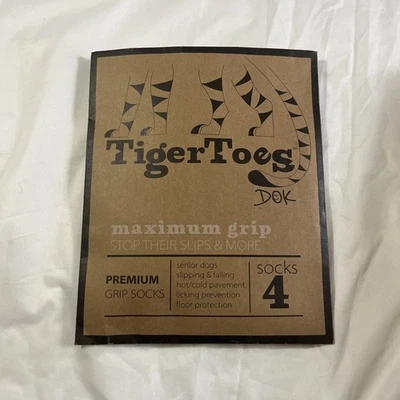 TigerToes
DOK
maximum grip
STOP THEIR SLIPS & MORE
PREMIUM
GRIP SOCKS
senior dogs
slipping & falling
hot/cold pavement
licking prevention
floor protection
socks
4